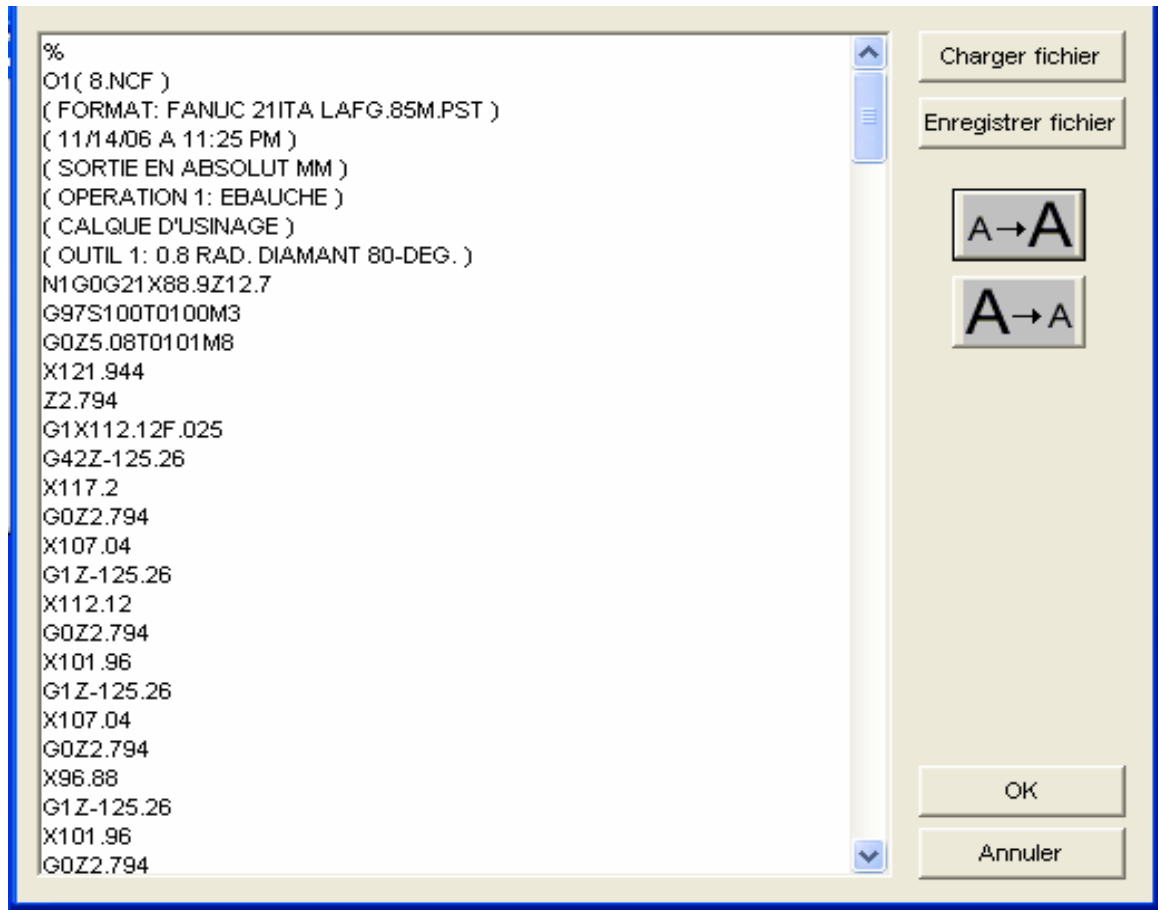 %
O1( 8.NCF )
( FORMAT: FANUC 21ITA LAFG.85M.PST )
( 11/14/06 A 11:25 PM )
( SORTIE EN ABSOLUT MM )
( OPERATION 1: EBAUCHE )
( CALQUE D'USINAGE )
( OUTIL 1: 0.8 RAD. DIAMANT 80-DEG. )
N1G0G21X88.9Z12.7
G97S100T0100M3
G0Z5.08T0101M8
X121.944
Z2.794
G1X112.12F.025
G42Z-125.26
X117.2
G0Z2.794
X107.04
G1Z-125.26
X112.12
G0Z2.794
X101.96
G1Z-125.26
X107.04
G0Z2.794
X96.88
G1Z-125.26
X101.96
G0Z2.794
Charger fichier
Enregistrer fichier
A→A
A→A
OK
Annuler